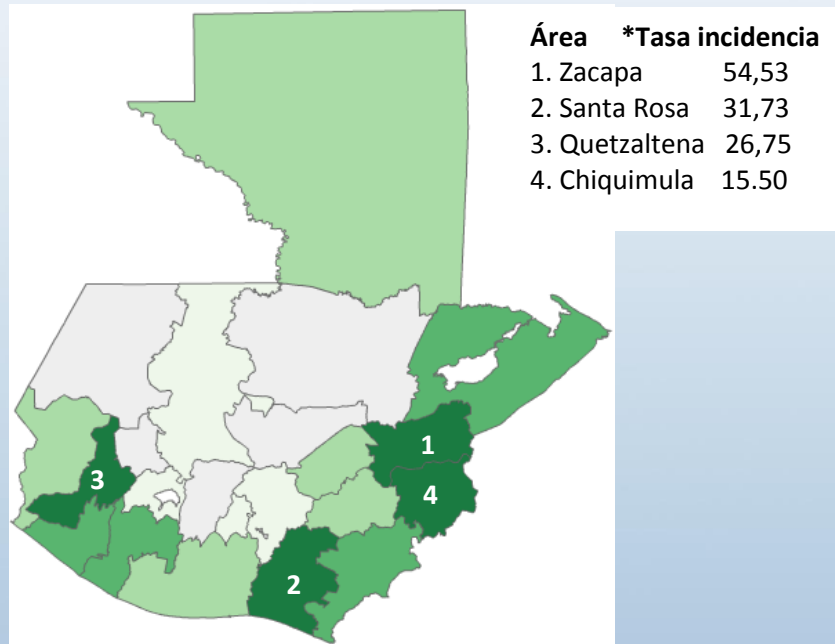 Área *Tasa incidencia
1. Zacapa 54,53
2. Santa Rosa 31,73
3. Quetzaltena 26,75
4. Chiquimula 15.50
1
3
4
2